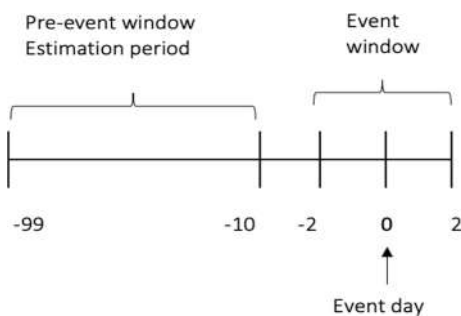 Pre-event window
Estimation period
Event
window
-99
-10
-2
0
2
Event day